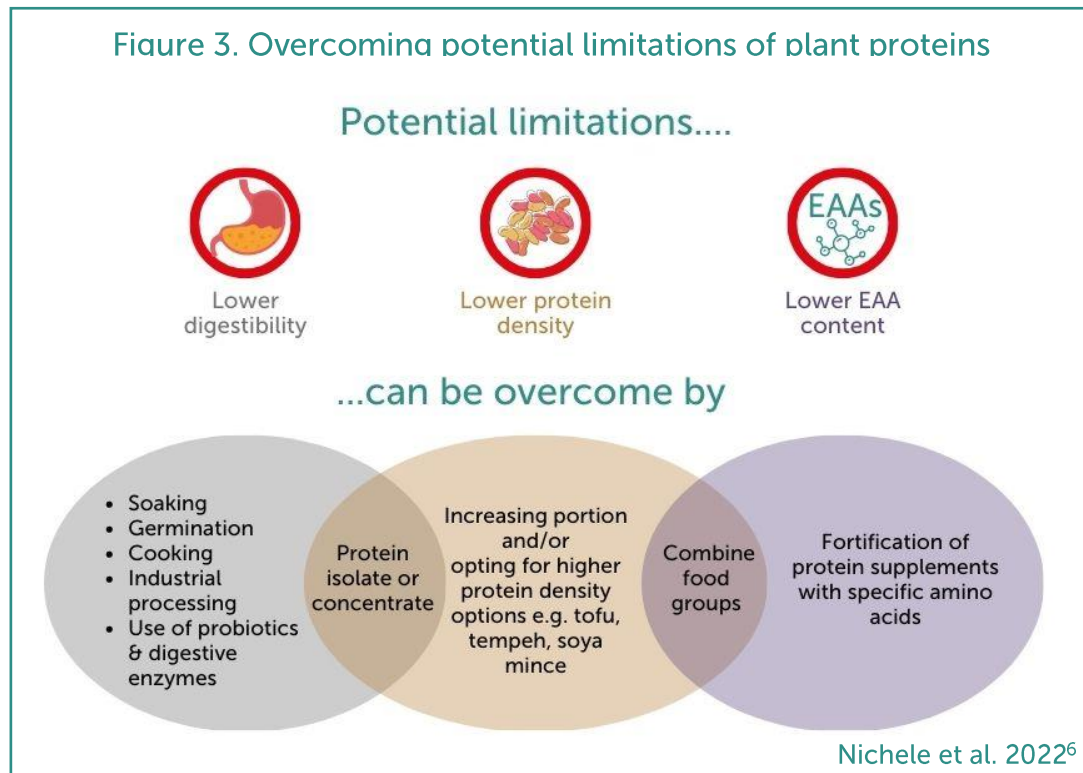 Figure 3. Overcoming potential limitations of plant proteins
Potential limitations....
EAAs
Lower
digestibility
Lower protein
density
Lower EAA
content
...can be overcome by
• Soaking
• Germination
• Cooking
• Industrial
processing
• Use of probiotics
& digestive
enzymes
Protein
isolate or
concentrate
Increasing portion
and/or
opting for higher
protein density
options e.g. tofu,
tempeh, soya
mince
Combine
food
groups
Fortification of
protein supplements
with specific amino
acids
Nichele et al. 2022⁶